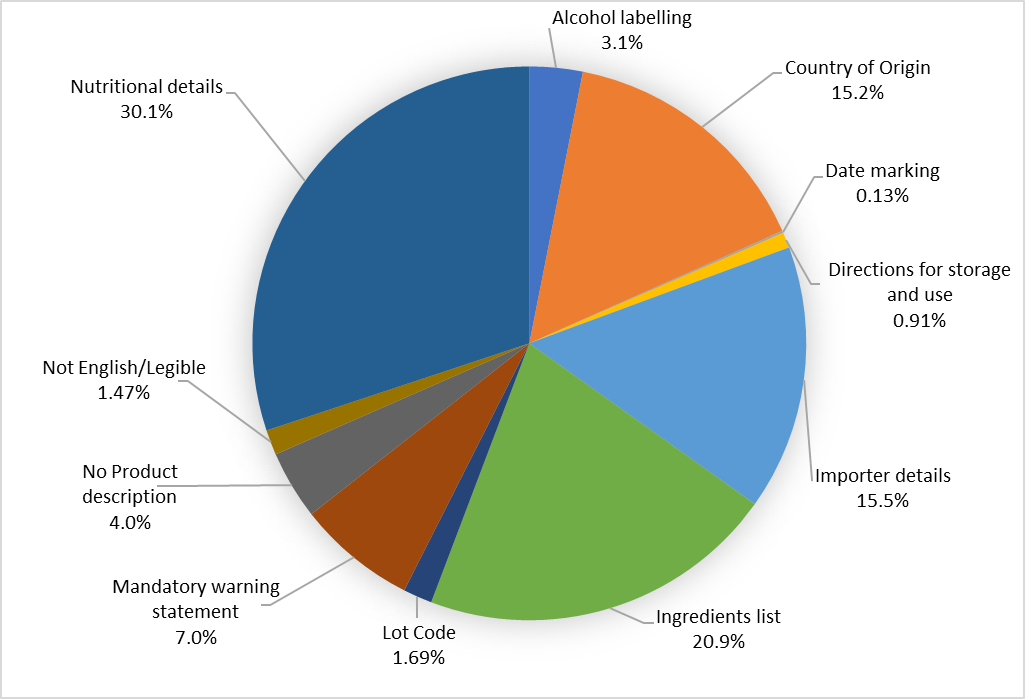 Alcohol labelling
3.1%
Country of Origin
15.2%
Date marking
0.13%
Directions for storage
and use
0.91%
Importer details
15.5%
Ingredients list
20.9%
Lot Code
1.69%
Mandatory warning
statement
7.0%
No Product
description
4.0%
Not English/Legible
1.47%
Nutritional details
30.1%